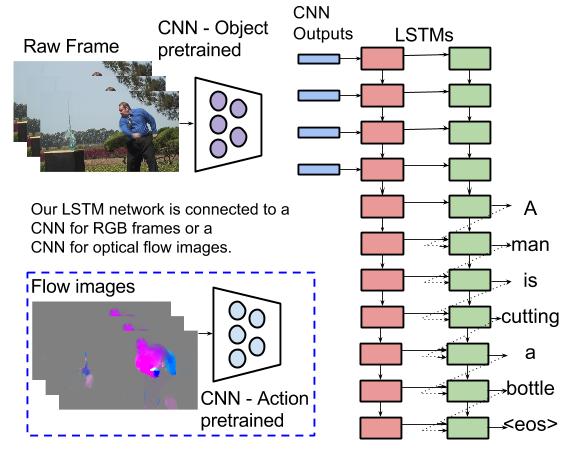 Raw Frame
CNN - Object
pretrained
CNN
Outputs
LSTMs
Our LSTM network is connected to a
CNN for RGB frames or a
CNN for optical flow images.
Flow images
CNN - Action
pretrained
A
man
is
cutting
a
bottle
<eos>